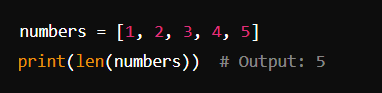 numbers = [1, 2, 3, 4, 5]
print(len(numbers))  # Output: 5